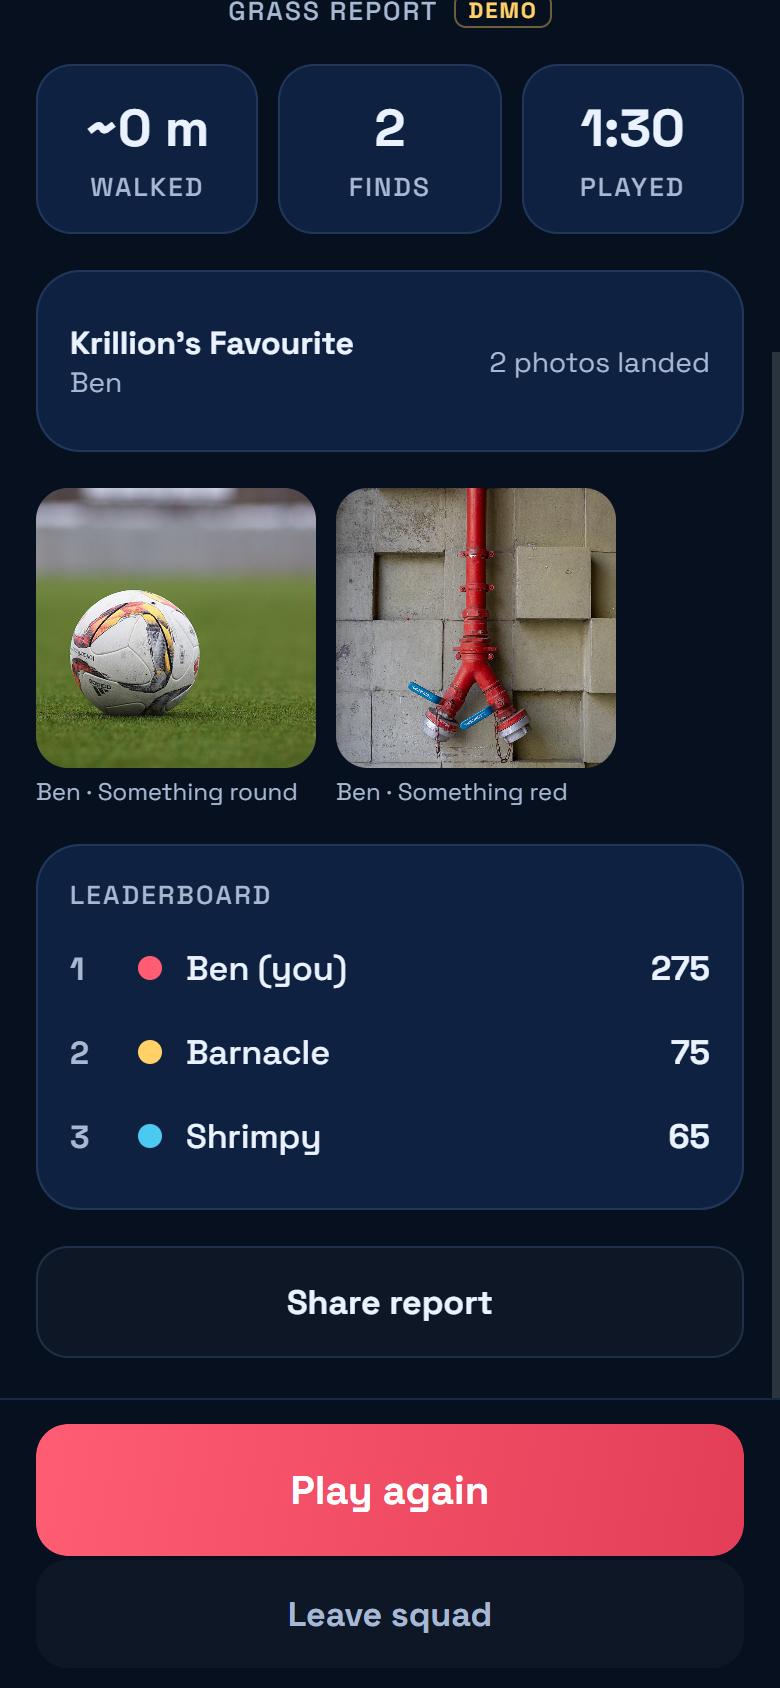 GRASS REPORT DEMO
~0 m
WALKED
2
FINDS
1:30
PLAYED
Krillion's Favourite
Ben
2 photos landed
Ben · Something round
Ben · Something red
LEADERBOARD
1 Ben (you) 275
2 Barnacle 75
3 Shrimpy 65
Share report
Play again
Leave squad